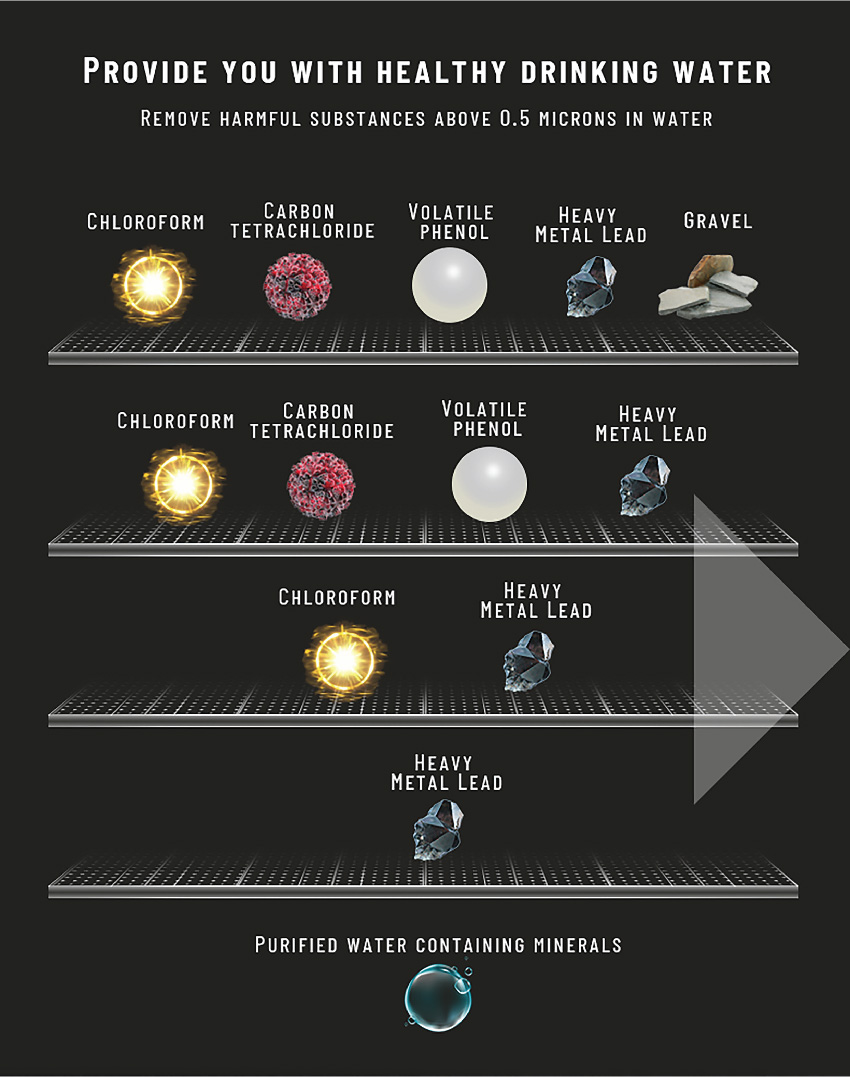 Provide you with healthy drinking water
Remove harmful substances above 0.5 microns in water
Chloroform
Carbon
tetrachloride
Volatile
phenol
Heavy
Metal Lead
Gravel
Chloroform
Carbon
tetrachloride
Volatile
phenol
Heavy
Metal Lead
Chloroform
Heavy
Metal Lead
Heavy
Metal Lead
Purified water containing minerals